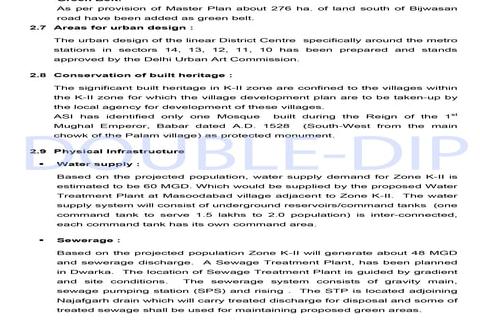 Green Belt:
As per provision of Master Plan about 276 ha. of land south of Bijwasan
road have been added as green belt.
2.7 Areas for urban design :
The urban design of the linear District Centre specifically around the metro
stations in sectors 14, 13, 12, 11, 10 has been prepared and stands
approved by the Delhi Urban Art Commission.
2.8 Conservation of built heritage :
The significant built heritage in K-II zone are confined to the villages within
the K-II zone for which the village development plan are to be taken-up by
the local agency for development of these villages.
ASI has identified only one Mosque built during the Reign of the 1st
Mughal Emperor, Babar dated A.D. 1528 (South-West from the main
chowk of the Palam village) as protected monument.
DOUBLE-DIP
2.9 Physical Infrastructure
• Water supply :
Based on the projected population, water supply demand for Zone K-II is
estimated to be 60 MGD. Which would be supplied by the proposed Water
Treatment Plant at Masoodabad village adjacent to Zone K-II. The water
supply system will consist of underground reservoirs/command tanks (one
command tank to serve 1.5 lakhs to 2.0 population) is inter-connected,
each command tank has its own command area.
• Sewerage :
Based on the projected population Zone K-II will generate about 48 MGD
and sewerage discharge. A Sewage Treatment Plant, has been planned
in Dwarka. The location of Sewage Treatment Plant is guided by gradient
and site conditions. The sewerage system consists of gravity main,
sewage pumping station (SPS) and rising . The STP is located adjoining
Najafgarh drain which will carry treated discharge for disposal and some of
treated sewage shall be used for maintaining proposed green areas.